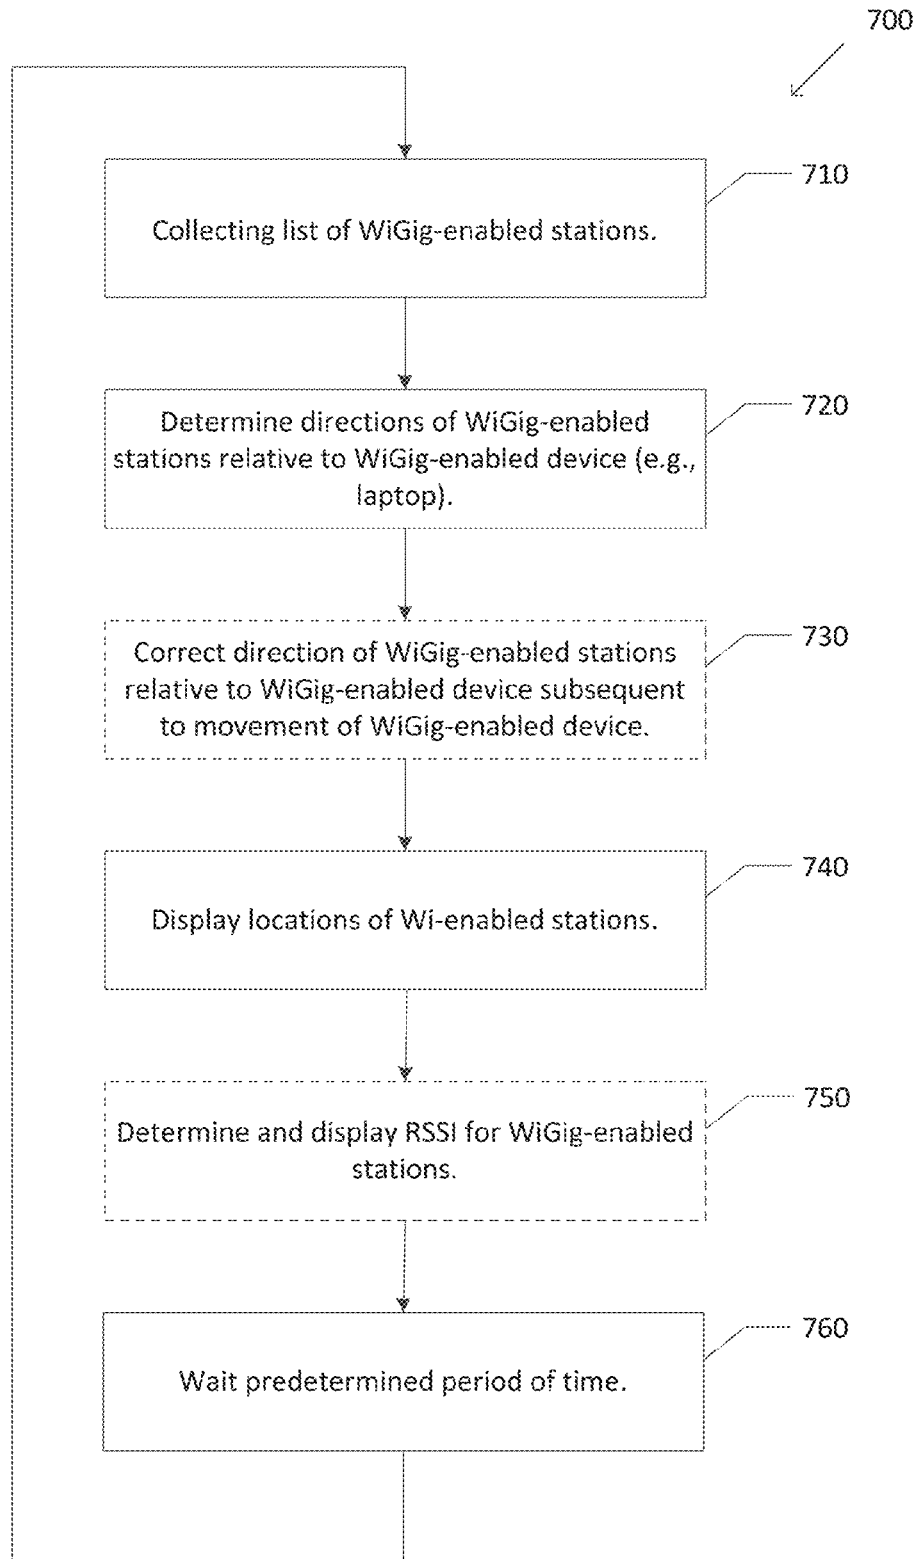 700
710
Collecting list of WiGig-enabled stations.
720
Determine directions of WiGig-enabled
stations relative to WiGig-enabled device (e.g.,
laptop).
730
Correct direction of WiGig-enabled stations
relative to WiGig-enabled device subsequent
to movement of WiGig-enabled device.
740
Display locations of Wi-enabled stations.
750
Determine and display RSSI for WiGig-enabled
stations.
760
Wait predetermined period of time.